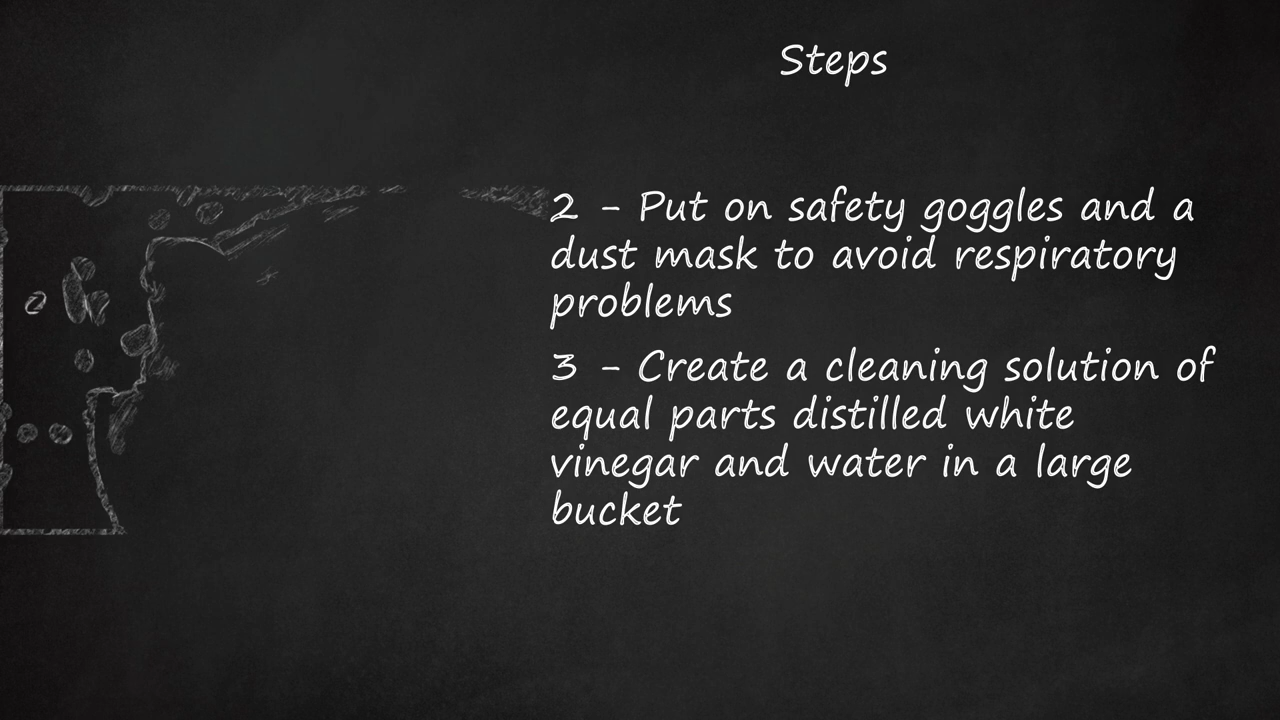 Steps
2 - Put on safety goggles and a
dust mask to avoid respiratory
problems
3 - Create a cleaning solution of
equal parts distilled white
vinegar and water in a large
bucket